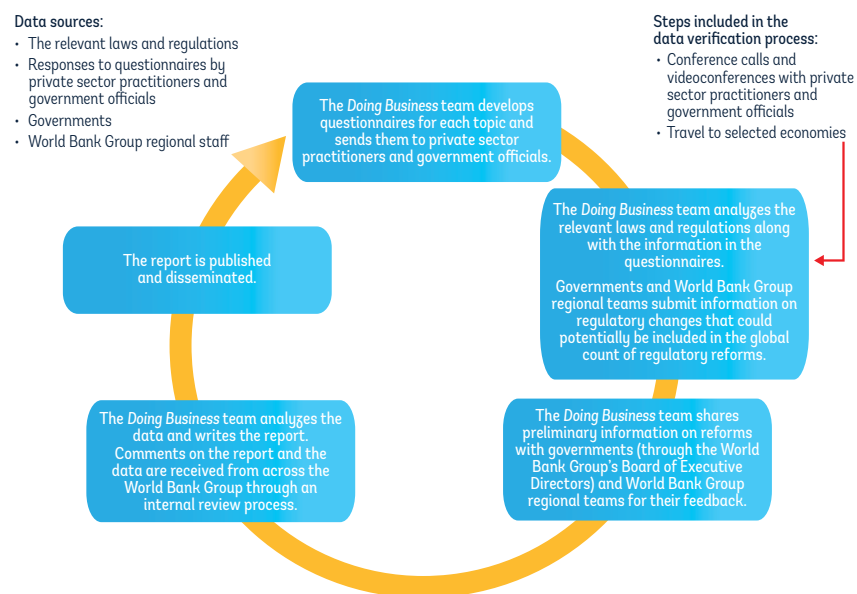 Data sources:
• The relevant laws and regulations
• Responses to questionnaires by
private sector practitioners and
government officials
• Governments
• World Bank Group regional staff
Steps included in the
data verification process:
• Conference calls and
videoconferences with private
sector practitioners and
government officials
• Travel to selected economies
The Doing Business team develops
questionnaires for each topic and
sends them to private sector
practitioners and government officials.
The Doing Business team analyzes the
relevant laws and regulations along
with the information in the
questionnaires.
Governments and World Bank Group
regional teams submit information on
regulatory changes that could
potentially be included in the global
count of regulatory reforms.
The Doing Business team shares
preliminary information on reforms
with governments (through the World
Bank Group's Board of Executive
Directors) and World Bank Group
regional teams for their feedback.
The Doing Business team analyzes the
data and writes the report.
Comments on the report and the
data are received from across the
World Bank Group through an
internal review process.
The report is published
and disseminated.